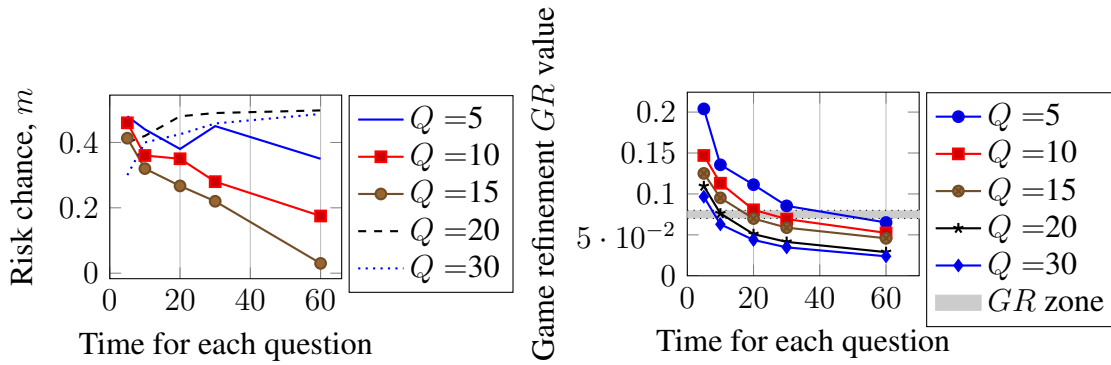 Risk chance, m
0.4
0.2
0
0
20
40
60
Time for each question
Q =5
Q =10
Q =15
Q =20
Q =30
Game refinement GR value
0.2
0.15
0.1
5 · 10⁻²
0
20
40
60
Time for each question
Q =5
Q =10
Q =15
Q =20
Q =30
GR zone